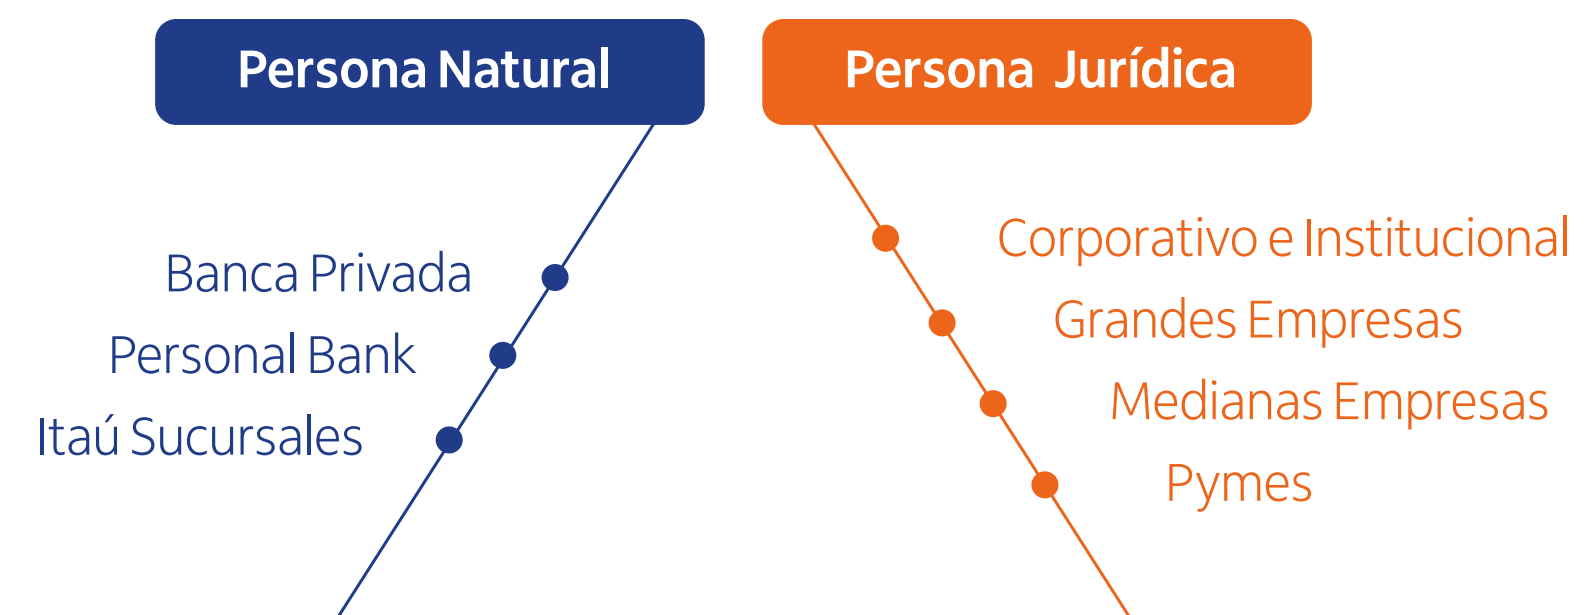 Persona Natural
Banca Privada
Personal Bank
Itaú Sucursales
Persona Jurídica
Corporativo e Institucional
Grandes Empresas
Medianas Empresas
Pymes